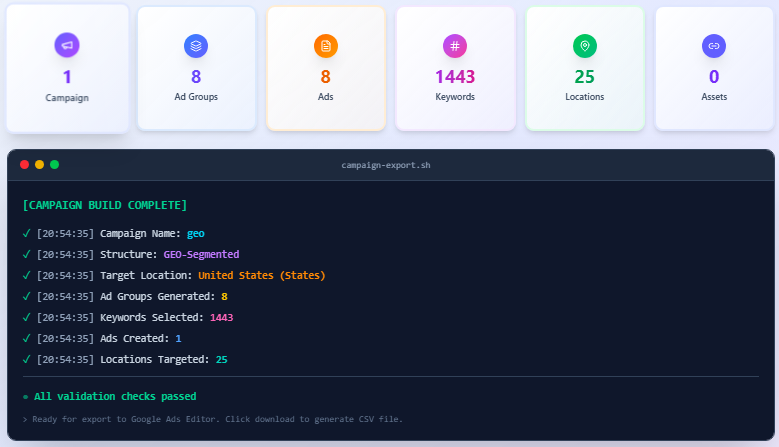 1
Campaign
8
Ad Groups
8
Ads
1443
Keywords
25
Locations
0
Assets
campaign-export.sh
[CAMPAIGN BUILD COMPLETE]
✓ [20:54:35] Campaign Name: geo
✓ [20:54:35] Structure: GEO-Segmented
✓ [20:54:35] Target Location: United States (States)
✓ [20:54:35] Ad Groups Generated: 8
✓ [20:54:35] Keywords Selected: 1443
✓ [20:54:35] Ads Created: 1
✓ [20:54:35] Locations Targeted: 25
● All validation checks passed
> Ready for export to Google Ads Editor. Click download to generate CSV file.